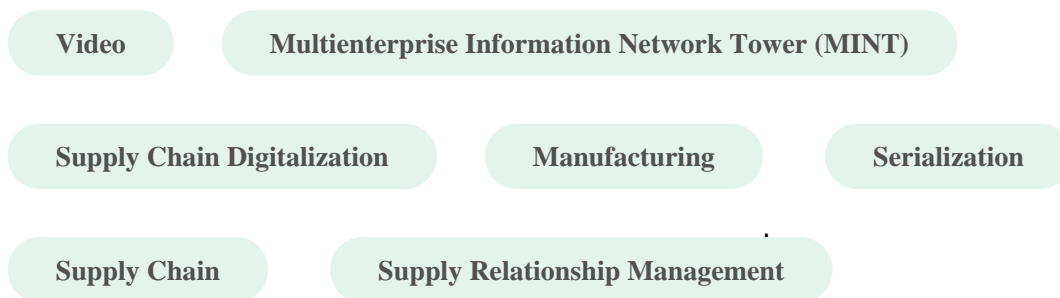 Video Multienterprise Information Network Tower (MINT)
Supply Chain Digitalization Manufacturing Serialization
Supply Chain Supply Relationship Management